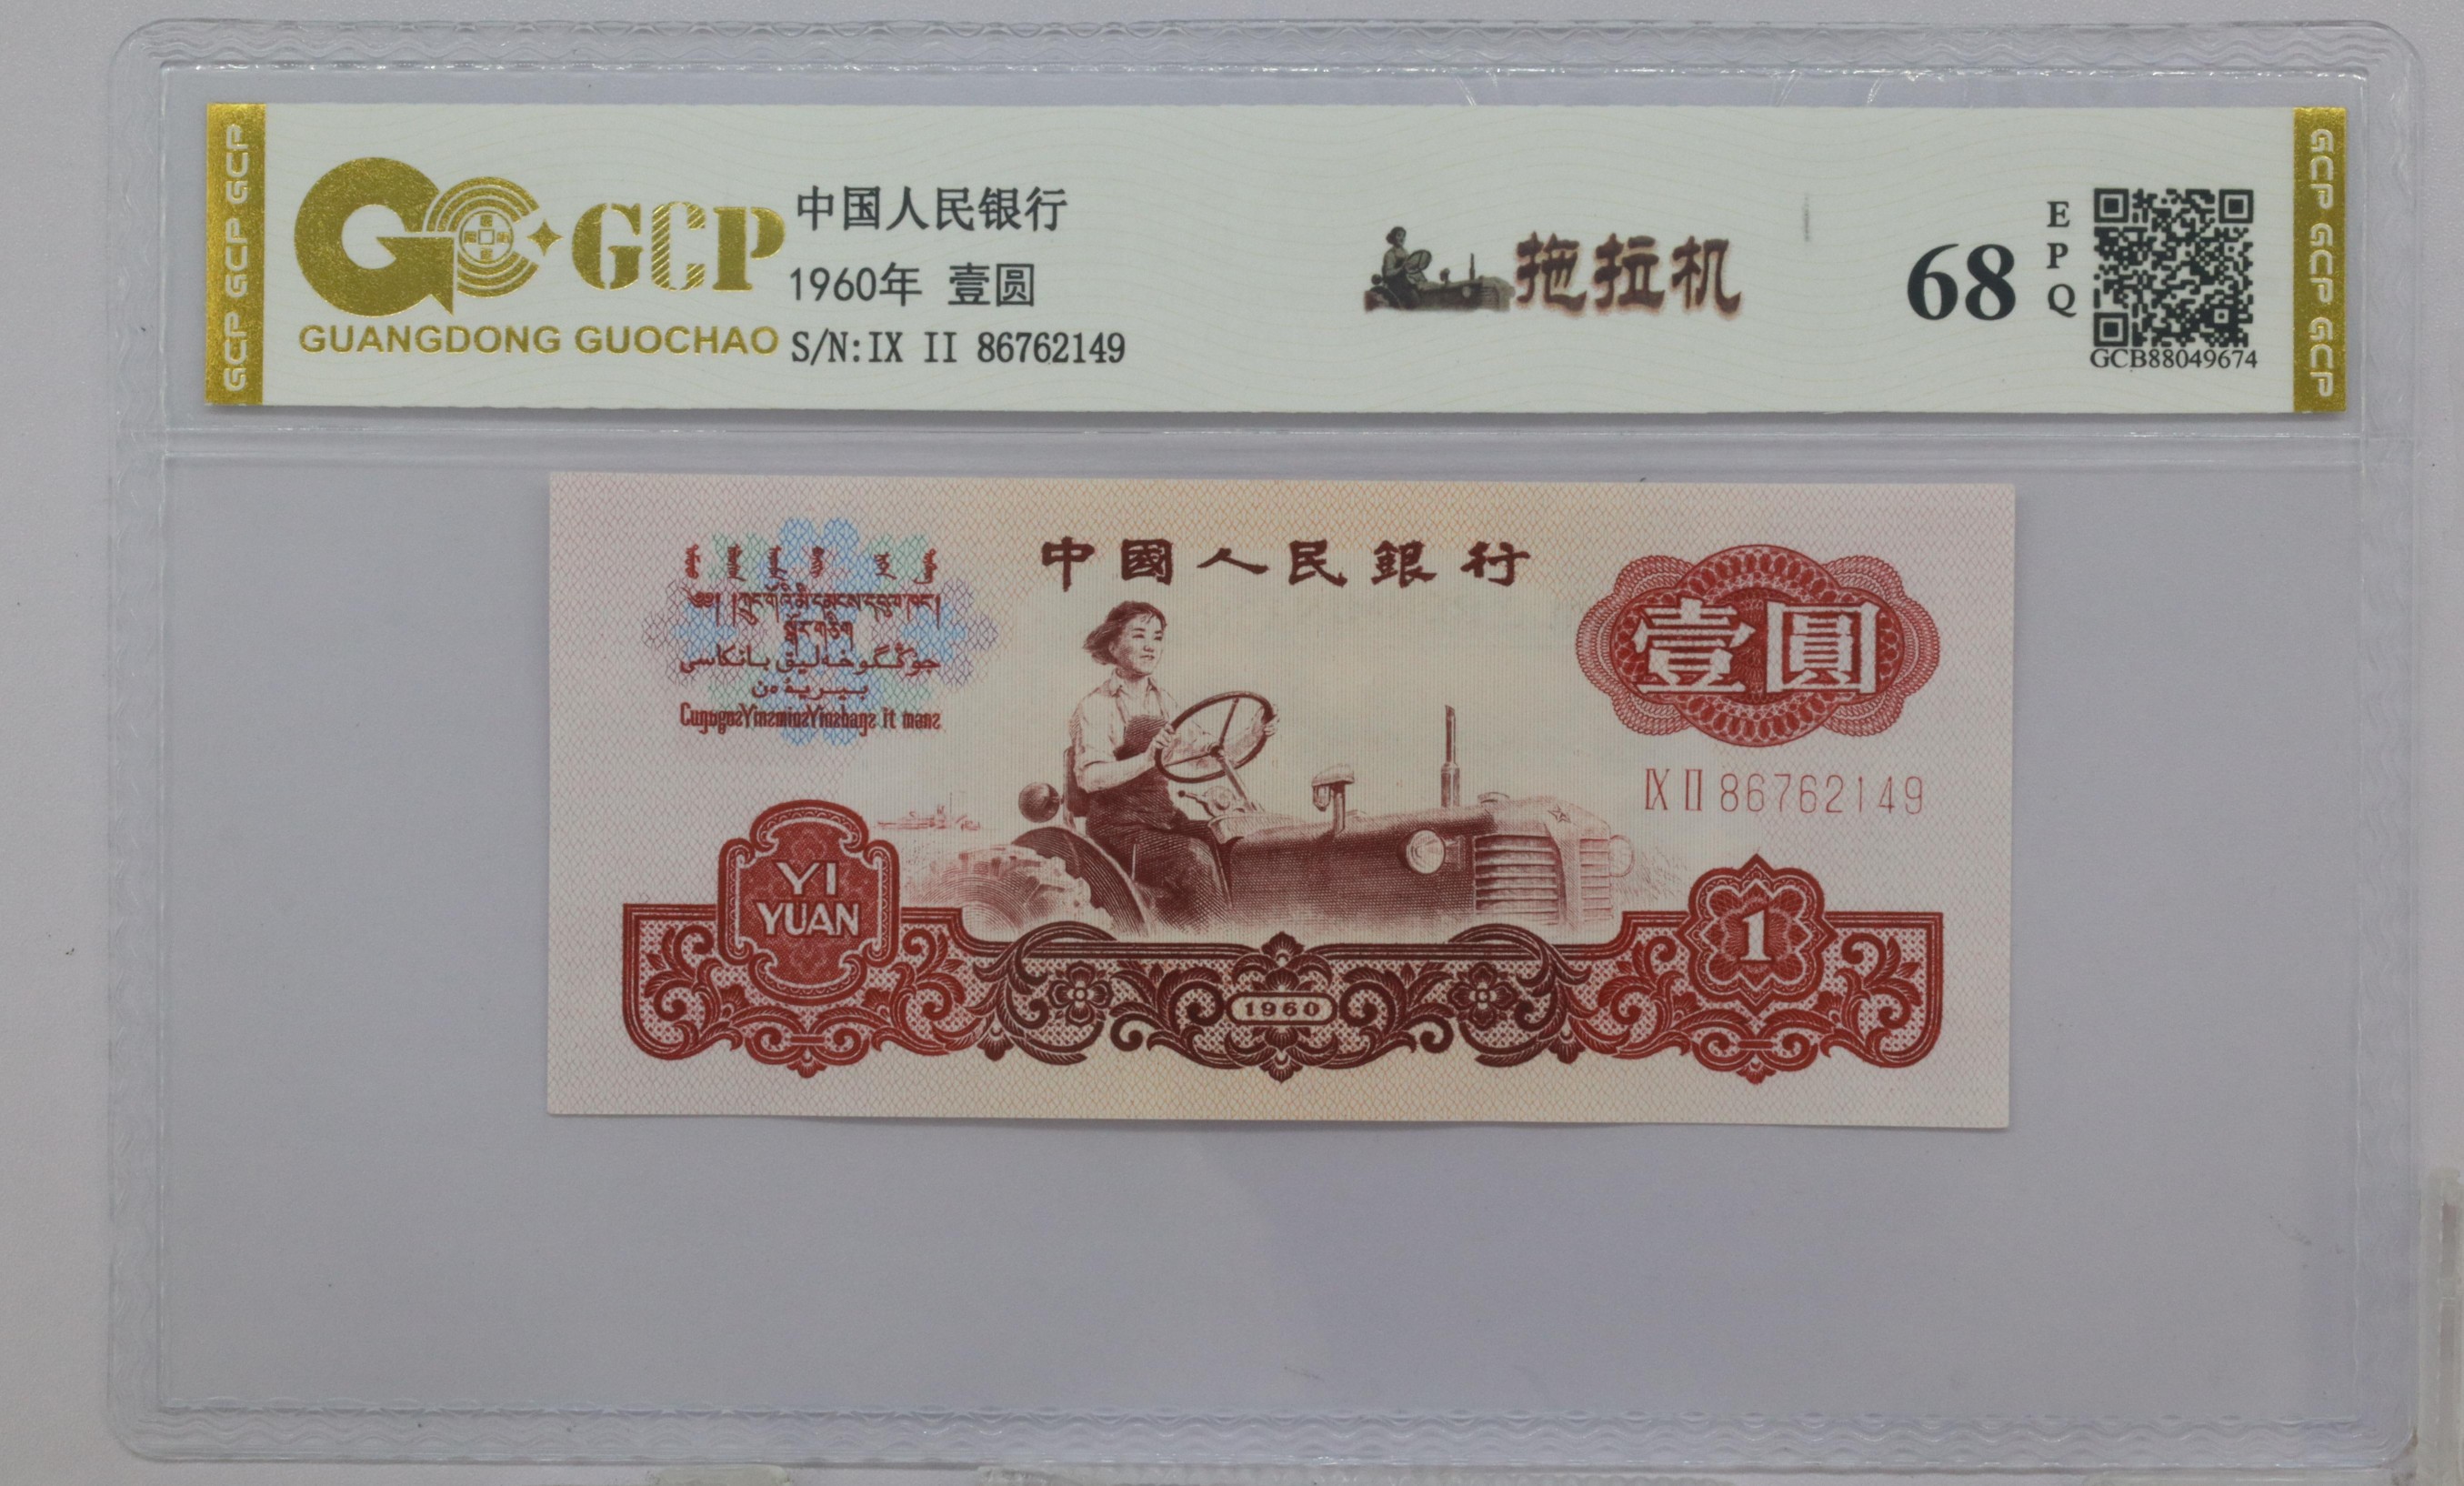 GCP GCP GCP
GCP
GUANGDONG GUOCHAO
中国人民银行
1960年 壹圆
S/N:IX II 86762149
拖拉机
68
E
P
Q
GCB88049674
GCP GCP GCP
中國人民銀行
壹圓
IX II 86762149
YI
YUAN
1960
1